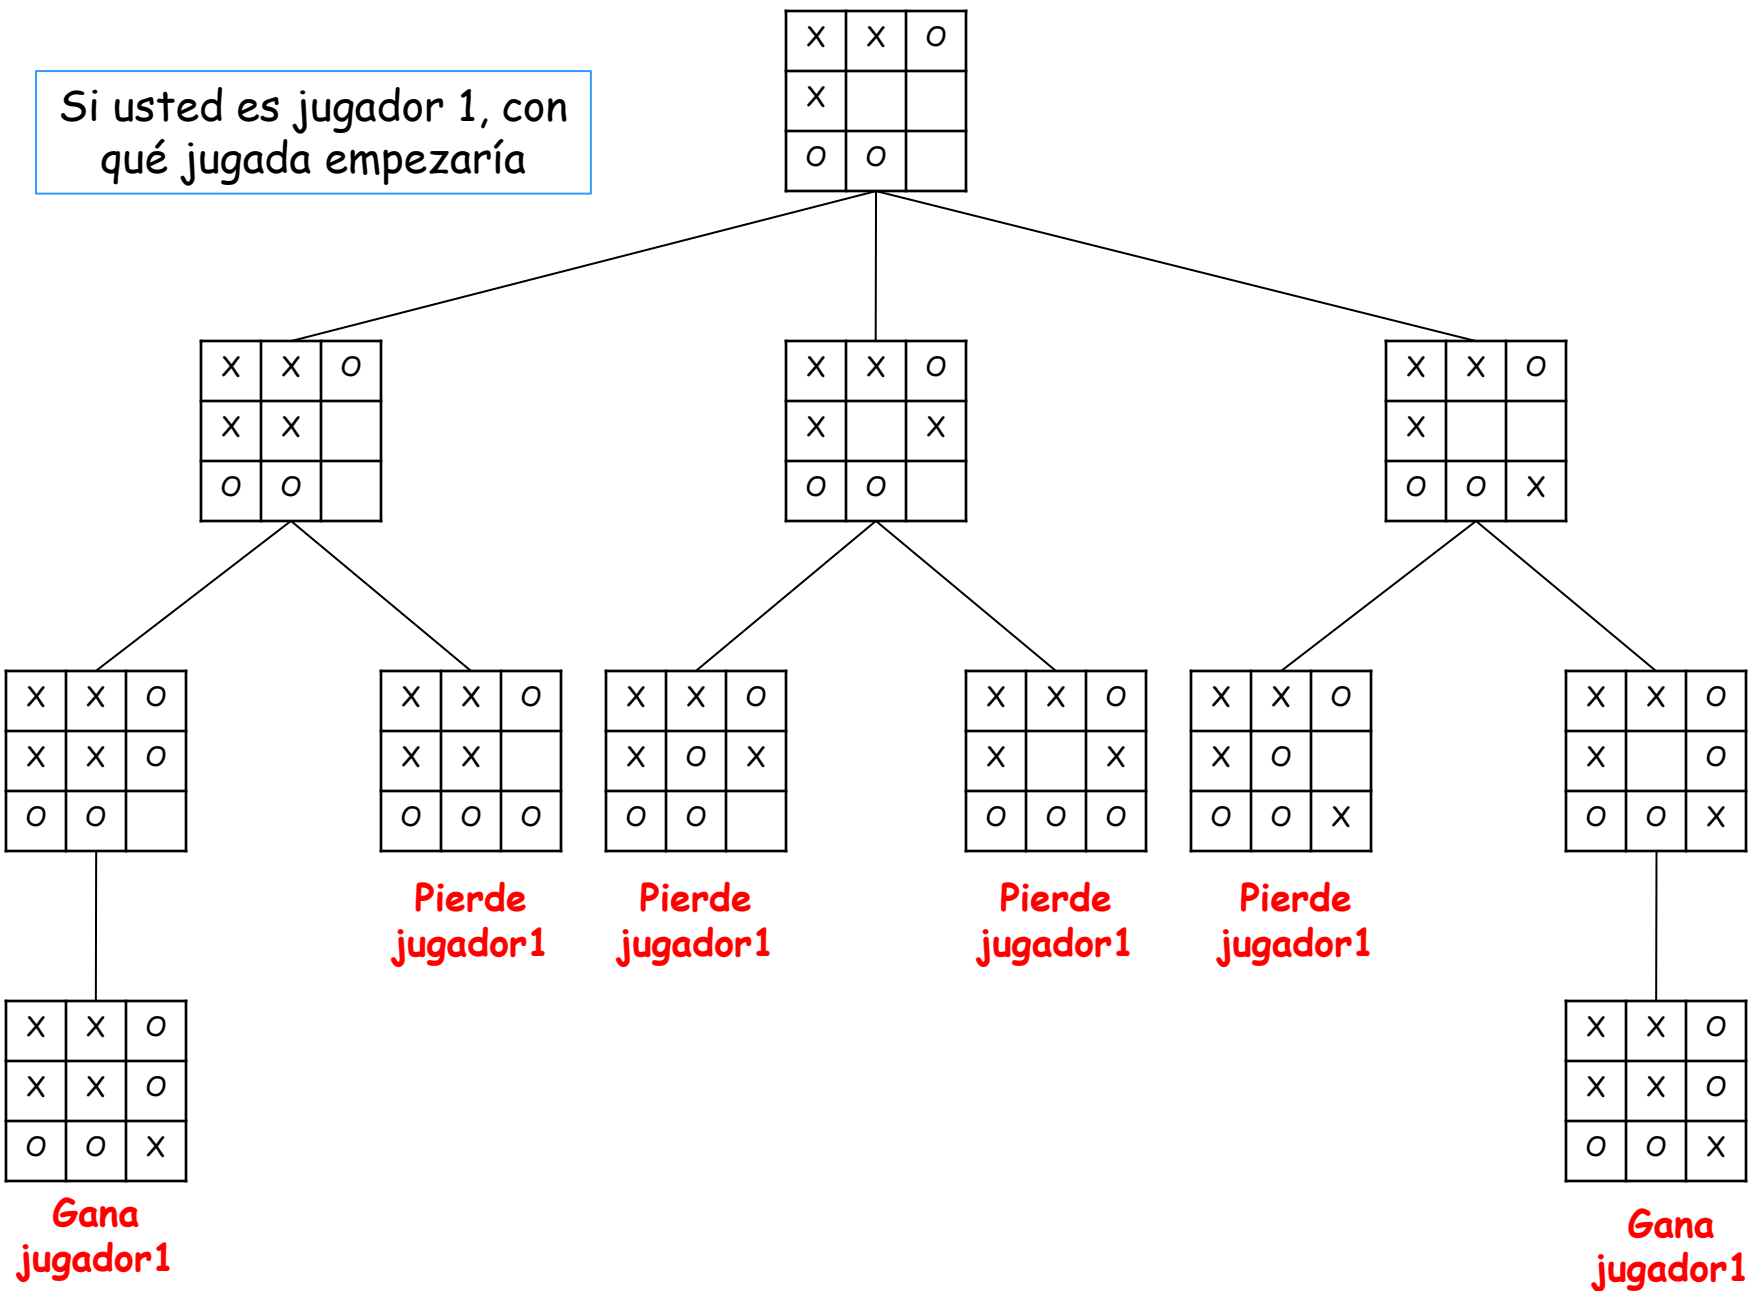 X X O
Si usted es jugador 1, con
qué jugada empezaría
X
O O
X X O
X X O
X X O
X X
X X
X
O O
O O
O O X
X X O
X X O
X X O
X X O
X X O
X X O
X X O
X X
X O X
X X
X O
X O
O O
O O O
O O
O O O
O O X
O O X
Pierde
jugador1
Pierde
jugador1
Pierde
jugador1
Pierde
jugador1
X X O
X X O
O O X
Gana
jugador1
X X O
X X O
O O X
Gana
jugador1